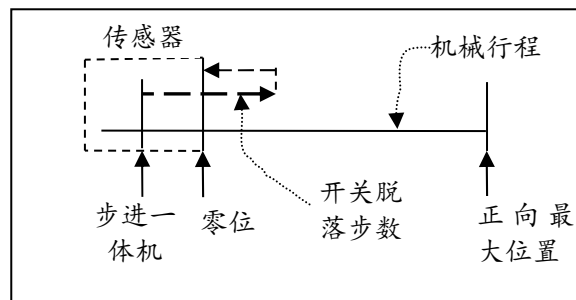 传感器
机械行程
步进一
体机
零位
开关脱
落步数
正向最
大位置